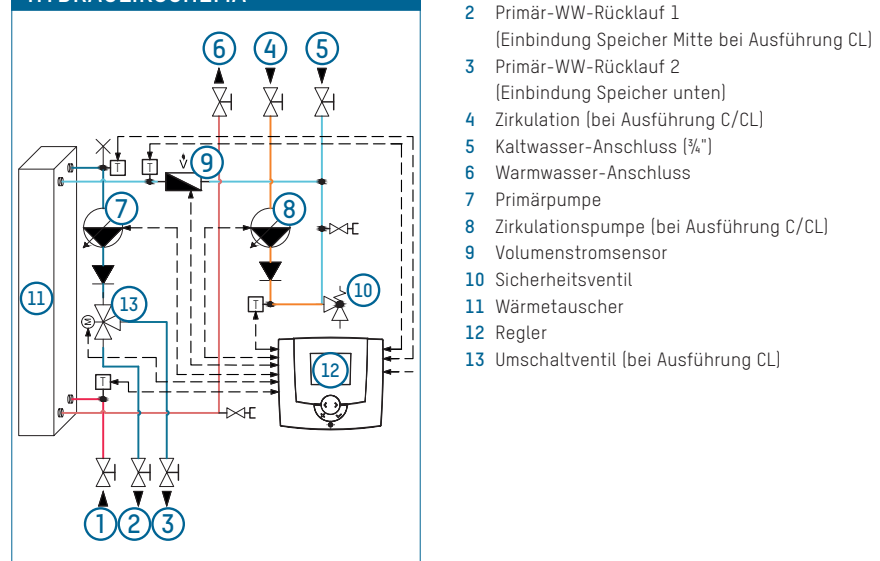 HYDRAULIKSCHEMA
6 4 5
T T
9
7 8
11
13
10
M
T
12
T
1 2 3
2 Primär-WW-Rücklauf 1
(Einbindung Speicher Mitte bei Ausführung CL)
3 Primär-WW-Rücklauf 2
(Einbindung Speicher unten)
4 Zirkulation (bei Ausführung C/CL)
5 Kaltwasser-Anschluss (¾")
6 Warmwasser-Anschluss
7 Primärpumpe
8 Zirkulationspumpe (bei Ausführung C/CL)
9 Volumenstromsensor
10 Sicherheitsventil
11 Wärmetauscher
12 Regler
13 Umschaltventil (bei Ausführung CL)